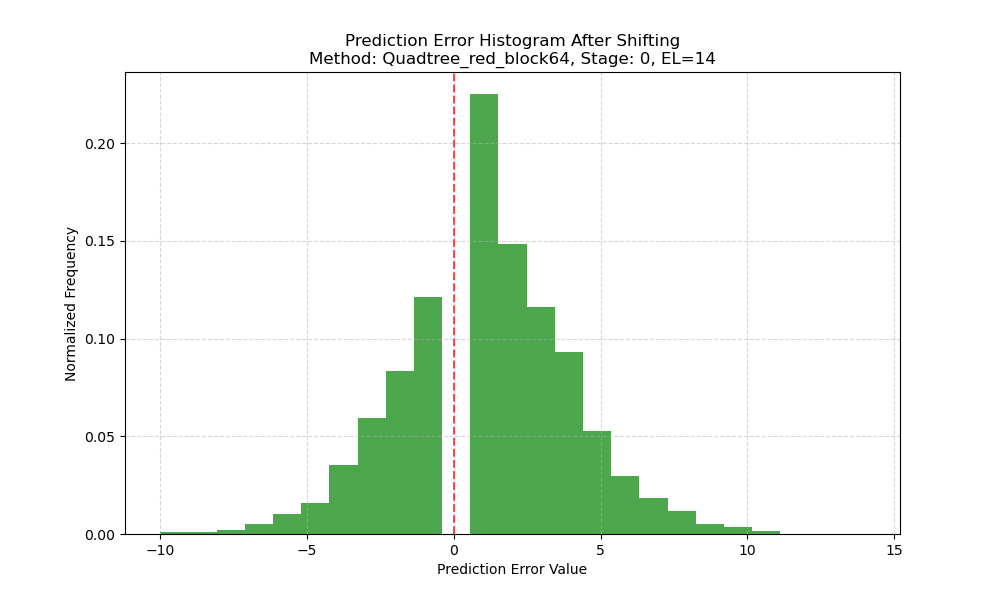 Prediction Error Histogram After Shifting
Method: Quadtree_red_block64, Stage: 0, EL=14
0.20
0.15
0.10
0.05
0.00
Normalized Frequency
−10
−5
0
5
10
15
Prediction Error Value